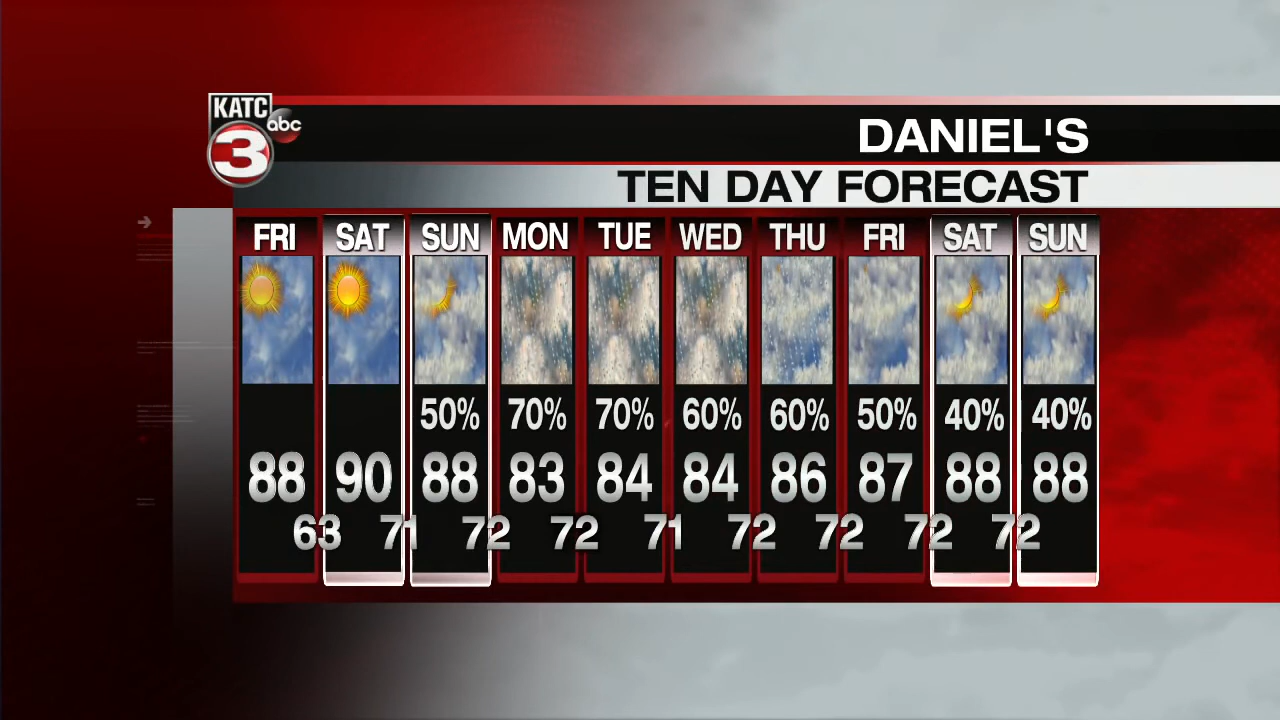 KATC
abc
3
DANIEL'S
TEN DAY FORECAST
FRI SAT SUN MON TUE WED THU FRI SAT SUN
50% 70% 70% 60% 60% 50% 40% 40%
88 90 88 83 84 84 86 87 88 88
63 71 72 72 71 72 72 72 72